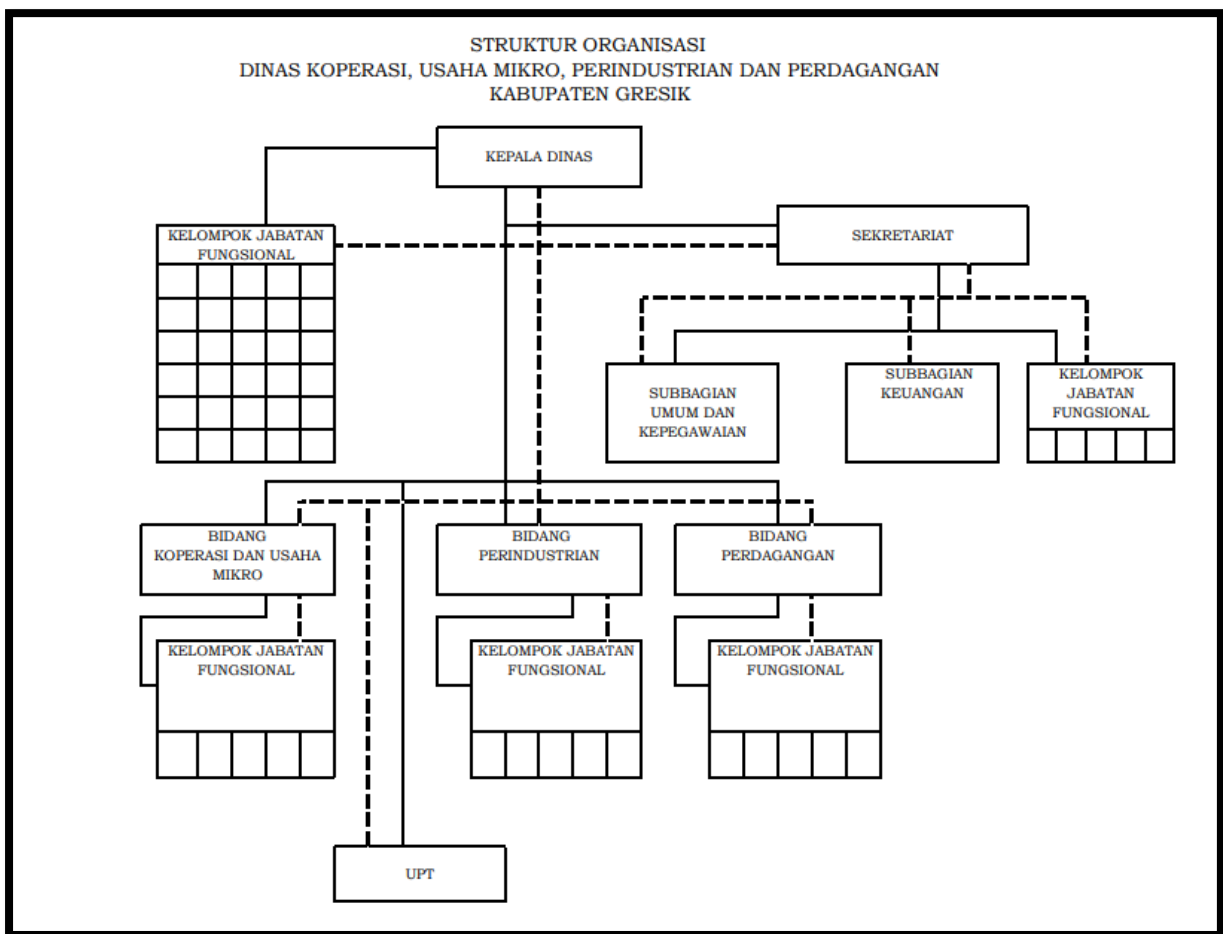 STRUKTUR ORGANISASI
DINAS KOPERASI, USAHA MIKRO, PERINDUSTRIAN DAN PERDAGANGAN
KABUPATEN GRESIK
KEPALA DINAS
KELOMPOK JABATAN
FUNGSIONAL
SEKRETARIAT
SUBBAGIAN
UMUM DAN
KEPEGAWAIAN
SUBBAGIAN
KEUANGAN
KELOMPOK
JABATAN
FUNGSIONAL
BIDANG
KOPERASI DAN USAHA
MIKRO
BIDANG
PERINDUSTRIAN
BIDANG
PERDAGANGAN
KELOMPOK JABATAN
FUNGSIONAL
KELOMPOK JABATAN
FUNGSIONAL
KELOMPOK JABATAN
FUNGSIONAL
UPT